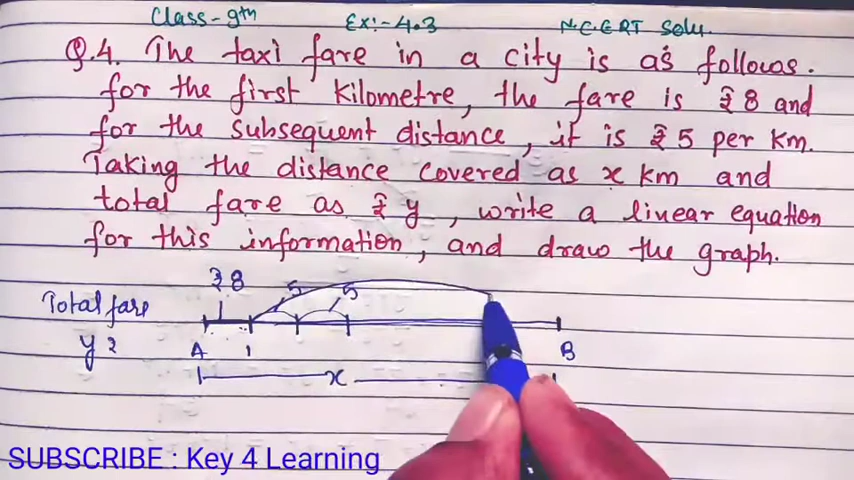 Class-9th Ex:- 4.3 NCERT Solu.
Q.4. The taxi fare in a city is as follows.
for the first Kilometre, the fare is ₹8 and
for the subsequent distance, it is ₹5 per Km.
Taking the distance covered as x km and
total fare as ₹y, write a linear equation
for this information, and draw the graph.
₹8 5 5
Total fare
y ?
A 1 B
x
SUBSCRIBE : Key 4 Learning